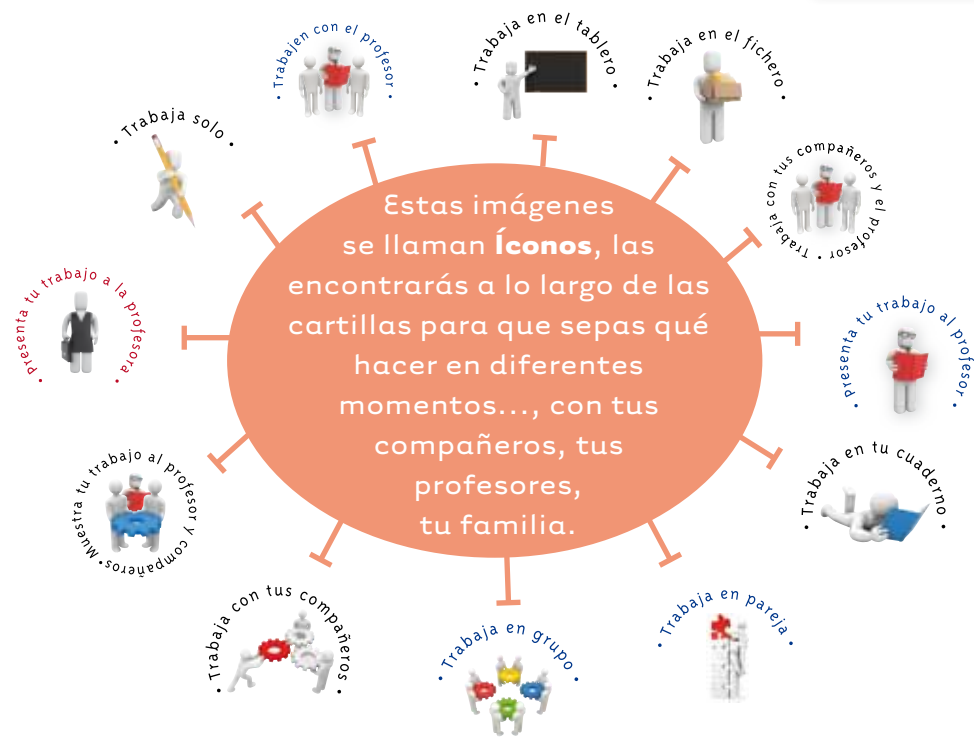 Trabajen con el profesor
Trabaja en el tablero
Trabaja en el fichero
Trabaja solo
Trabaja con tus compañeros y el profesor
Estas imágenes
se llaman Íconos, las
encontrarás a lo largo de las
cartillas para que sepas qué
hacer en diferentes
momentos..., con tus
compañeros, tus
profesores,
tu familia.
Presenta tu trabajo a la profesora
Presenta tu trabajo al profesor
Muestra tu trabajo al profesor y compañeros
Trabaja en tu cuaderno
Trabaja con tus compañeros
Trabaja en grupo
Trabaja en pareja